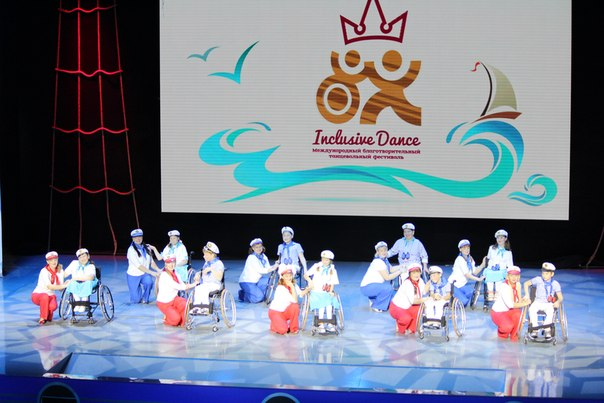 Inclusive Dance
Международный благотворительный
танцевальный фестиваль